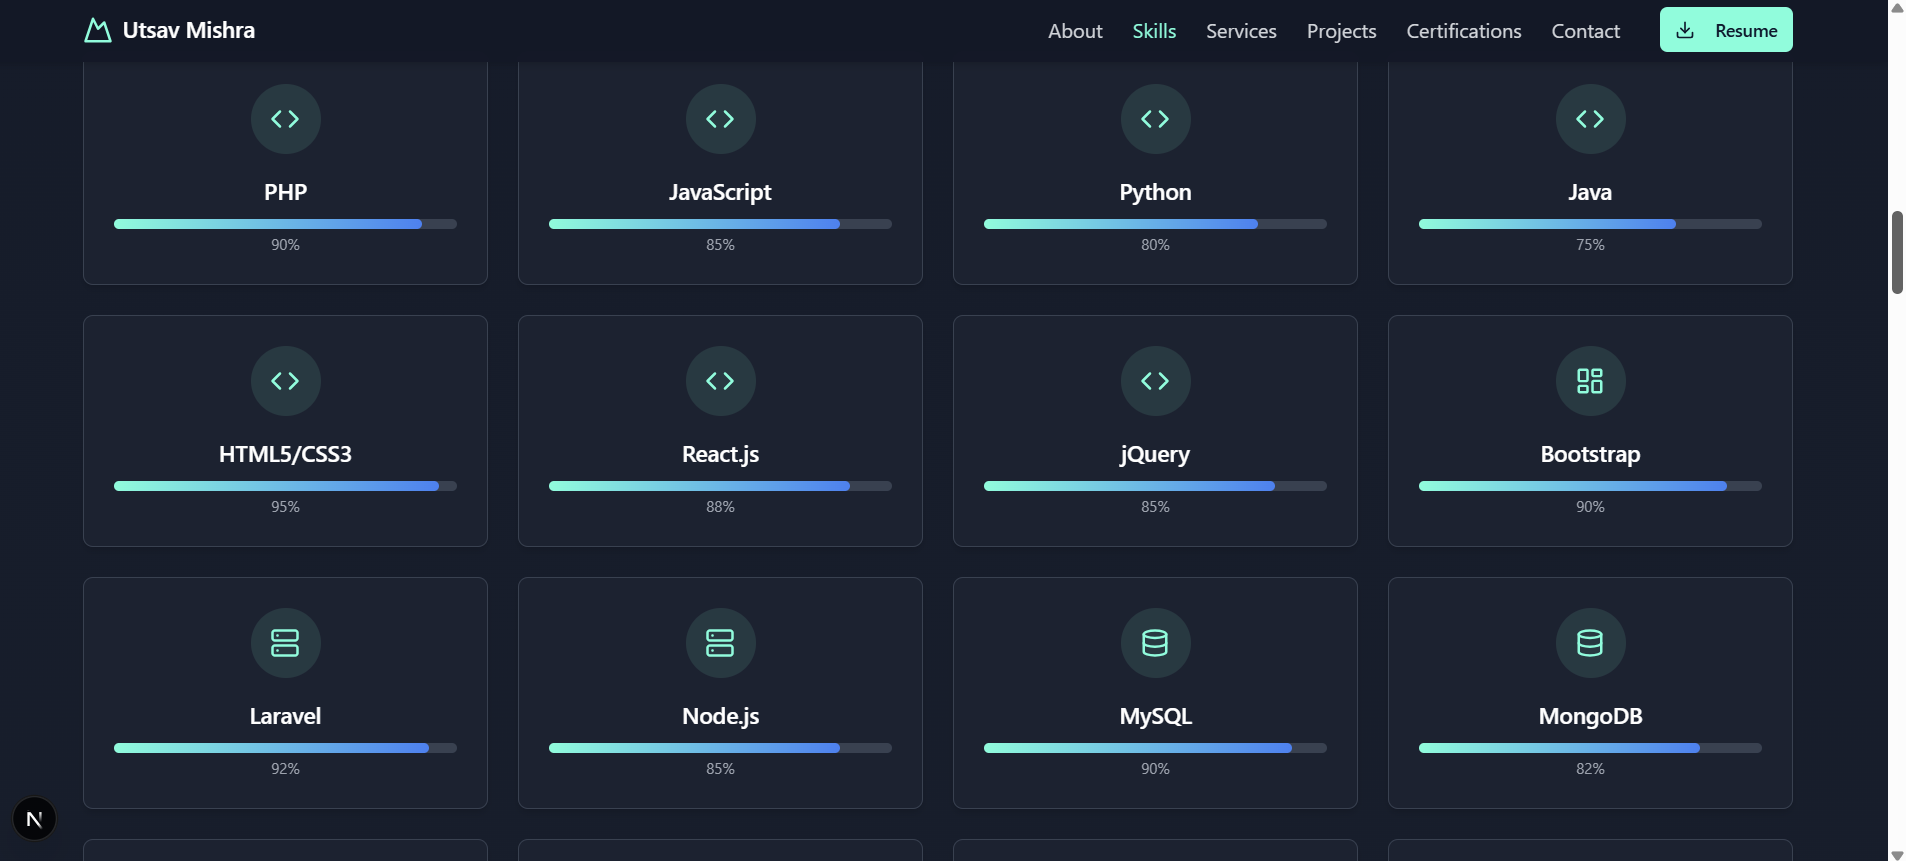 Utsav Mishra
About Skills Services Projects Certifications Contact Resume
PHP JavaScript Python Java
90% 85% 80% 75%
HTML5/CSS3 React.js jQuery Bootstrap
95% 88% 85% 90%
Laravel Node.js MySQL MongoDB
92% 85% 90% 82%
N